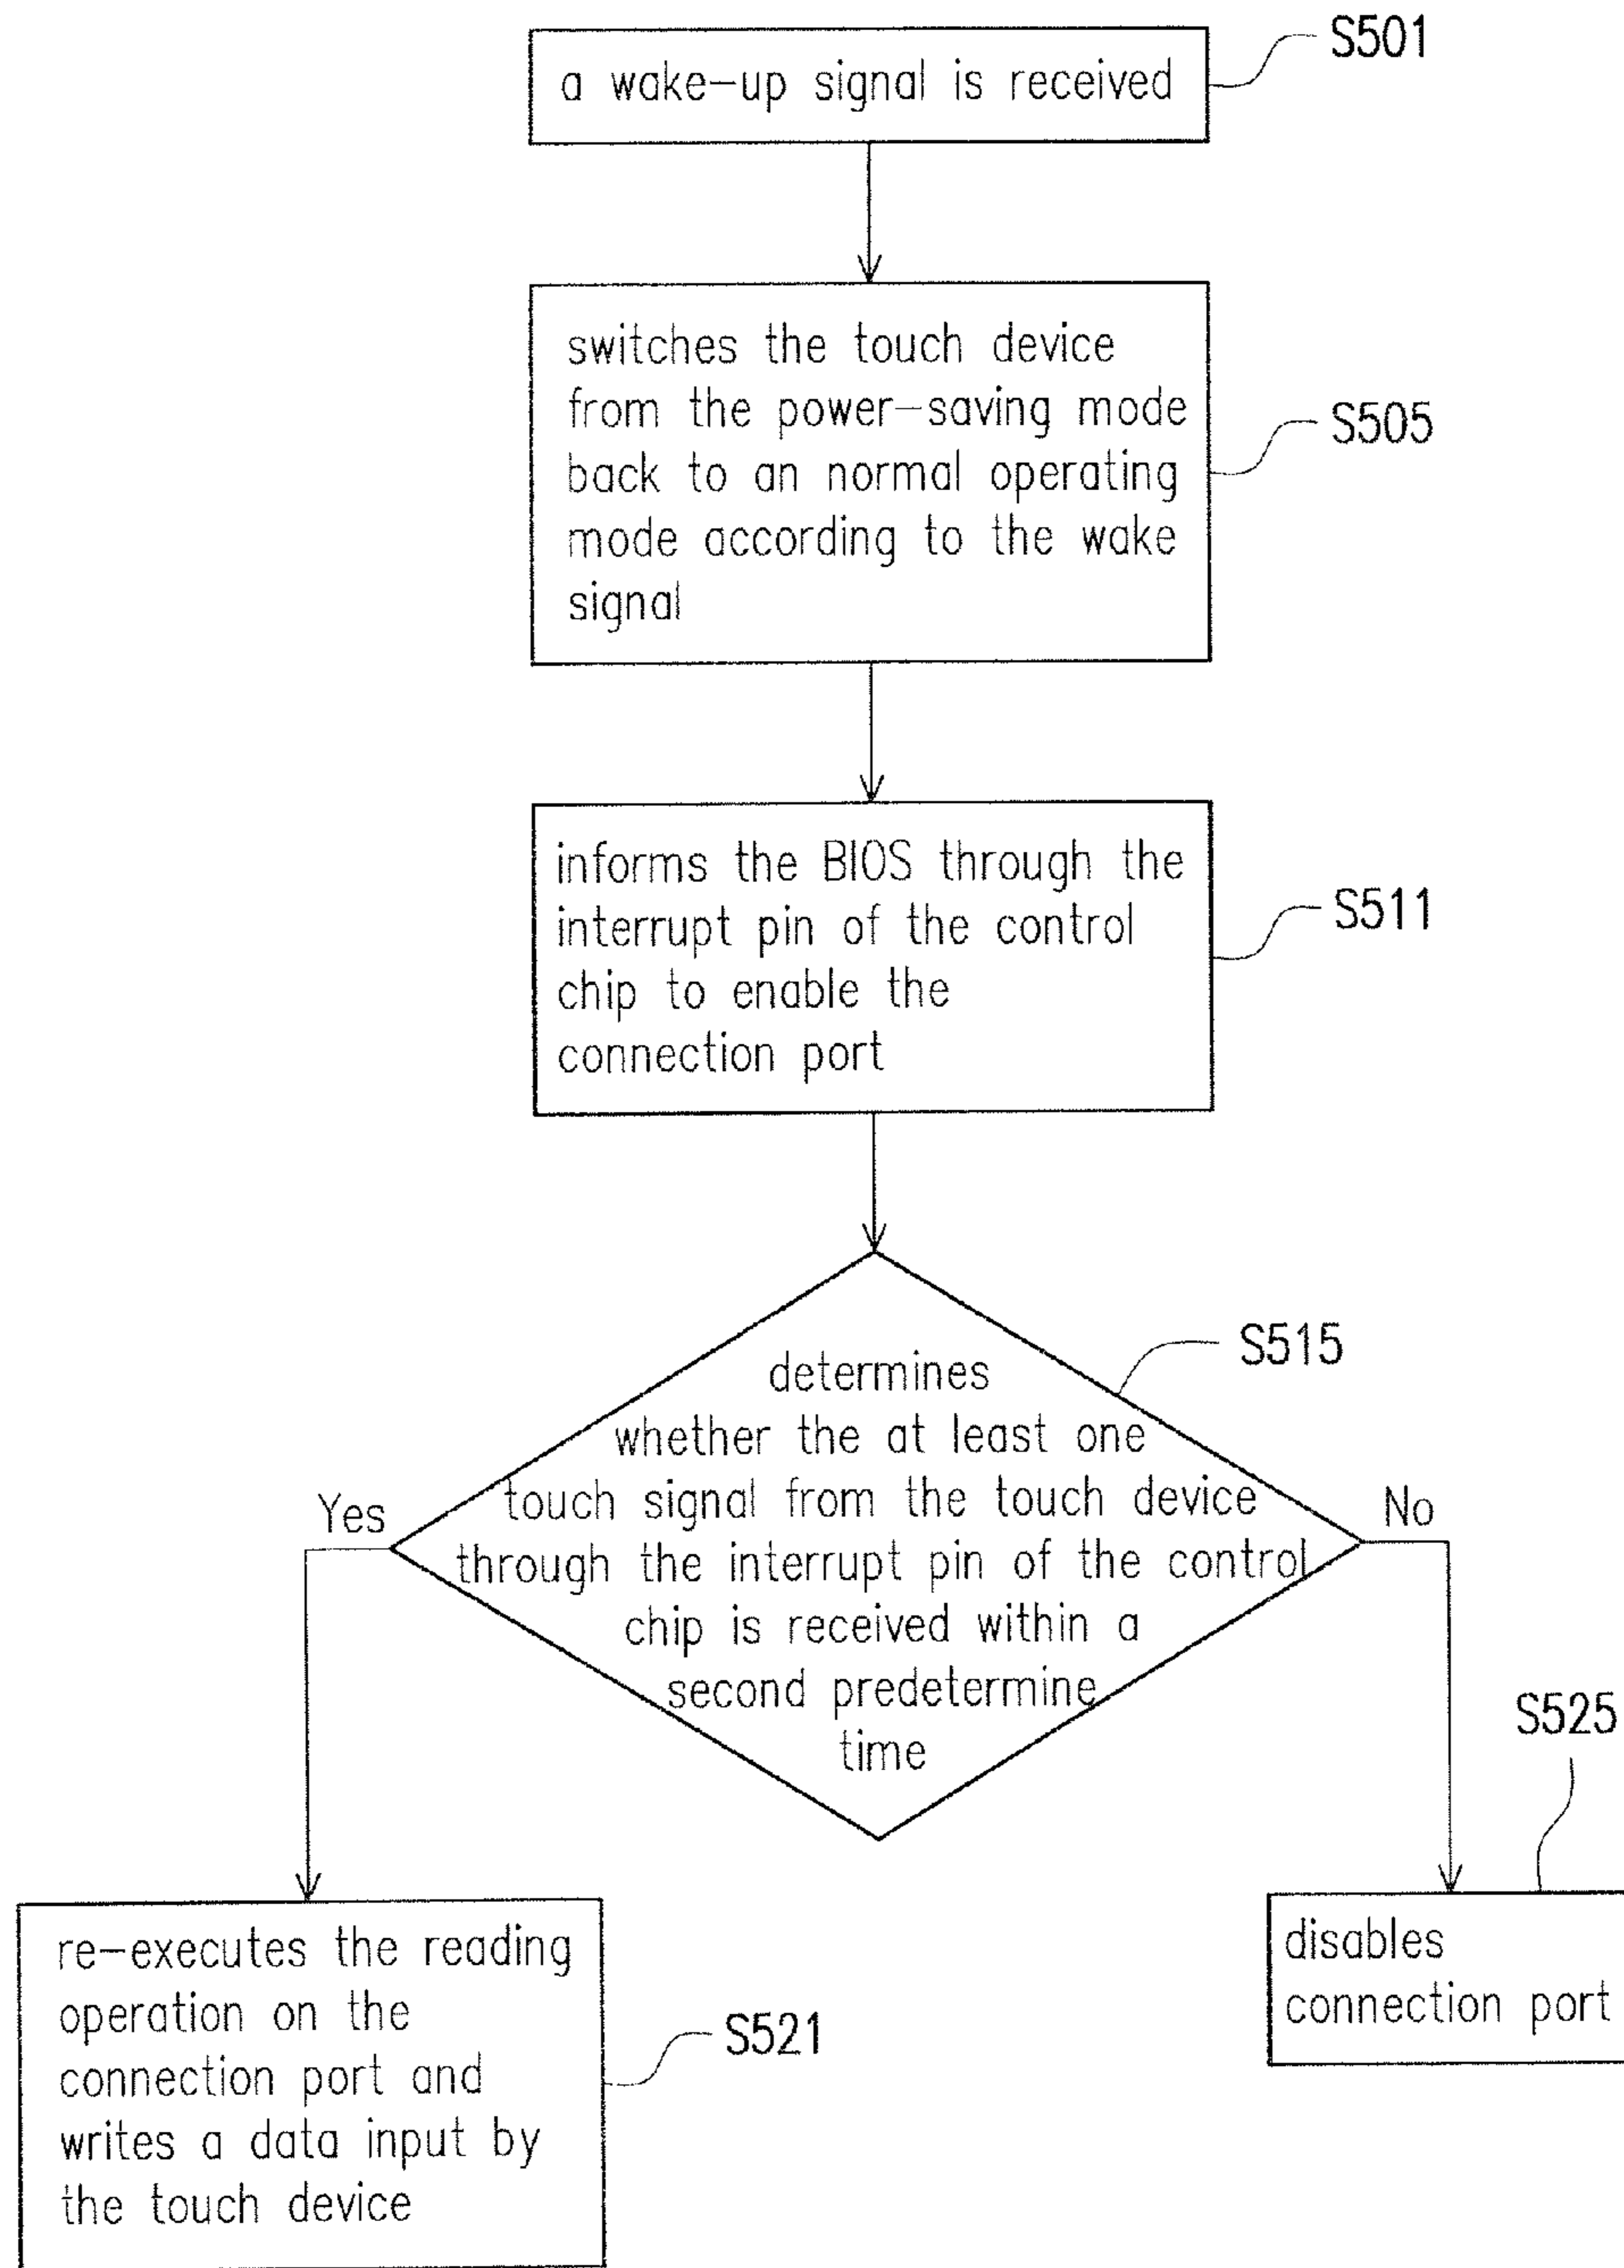 S501
a wake-up signal is received
switches the touch device
from the power-saving mode
back to an normal operating
mode according to the wake
signal
S505
informs the BIOS through the
interrupt pin of the control
chip to enable the
connection port
S511
S515
determines
whether the at least one
touch signal from the touch device
through the interrupt pin of the control
chip is received within a
second predetermine
time
Yes
No
S525
re-executes the reading
operation on the
connection port and
writes a data input by
the touch device
S521
disables
connection port